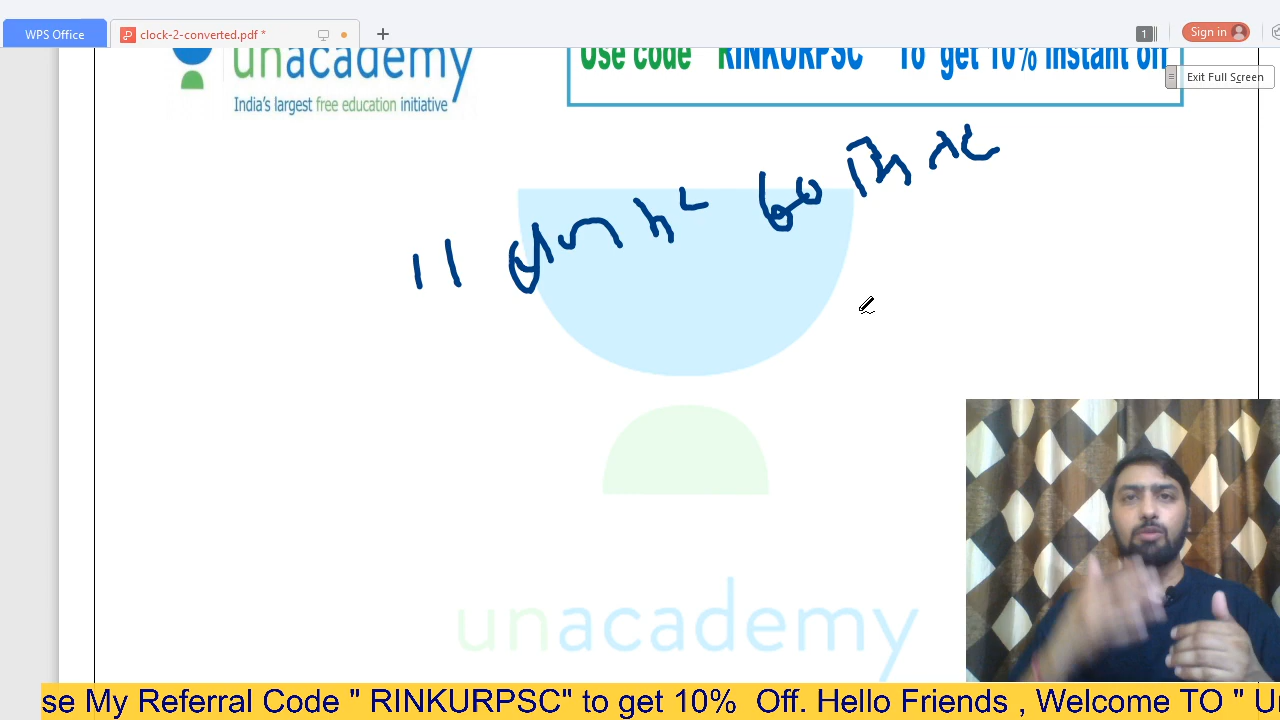 WPS Office
clock-2-converted.pdf *
1
Sign in
unacademy
India's largest free education initiative
Use code " RINKURPSC " To get 10% instant off
Exit Full Screen
11
60
unacademy
se My Referral Code " RINKURPSC" to get 10% Off. Hello Friends , Welcome TO " U